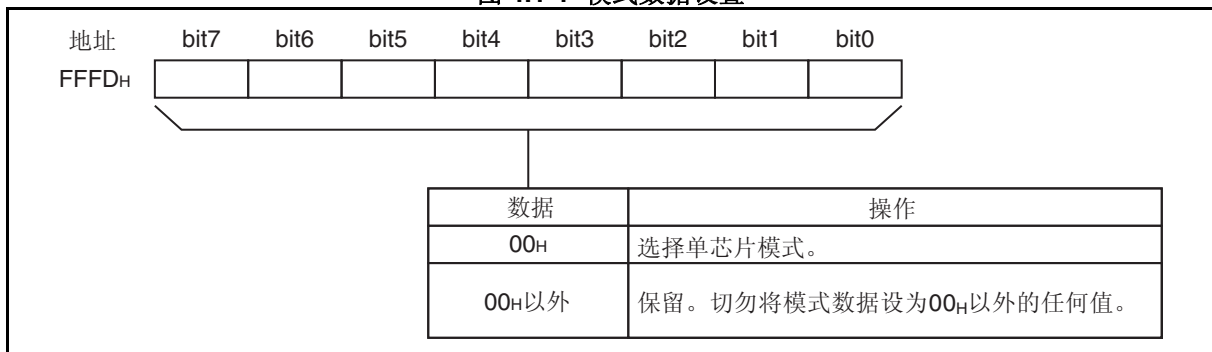 地址 bit7 bit6 bit5 bit4 bit3 bit2 bit1 bit0
FFFDH
数据 操作
00H 选择单芯片模式。
00H以外 保留。切勿将模式数据设为00H以外的任何值。